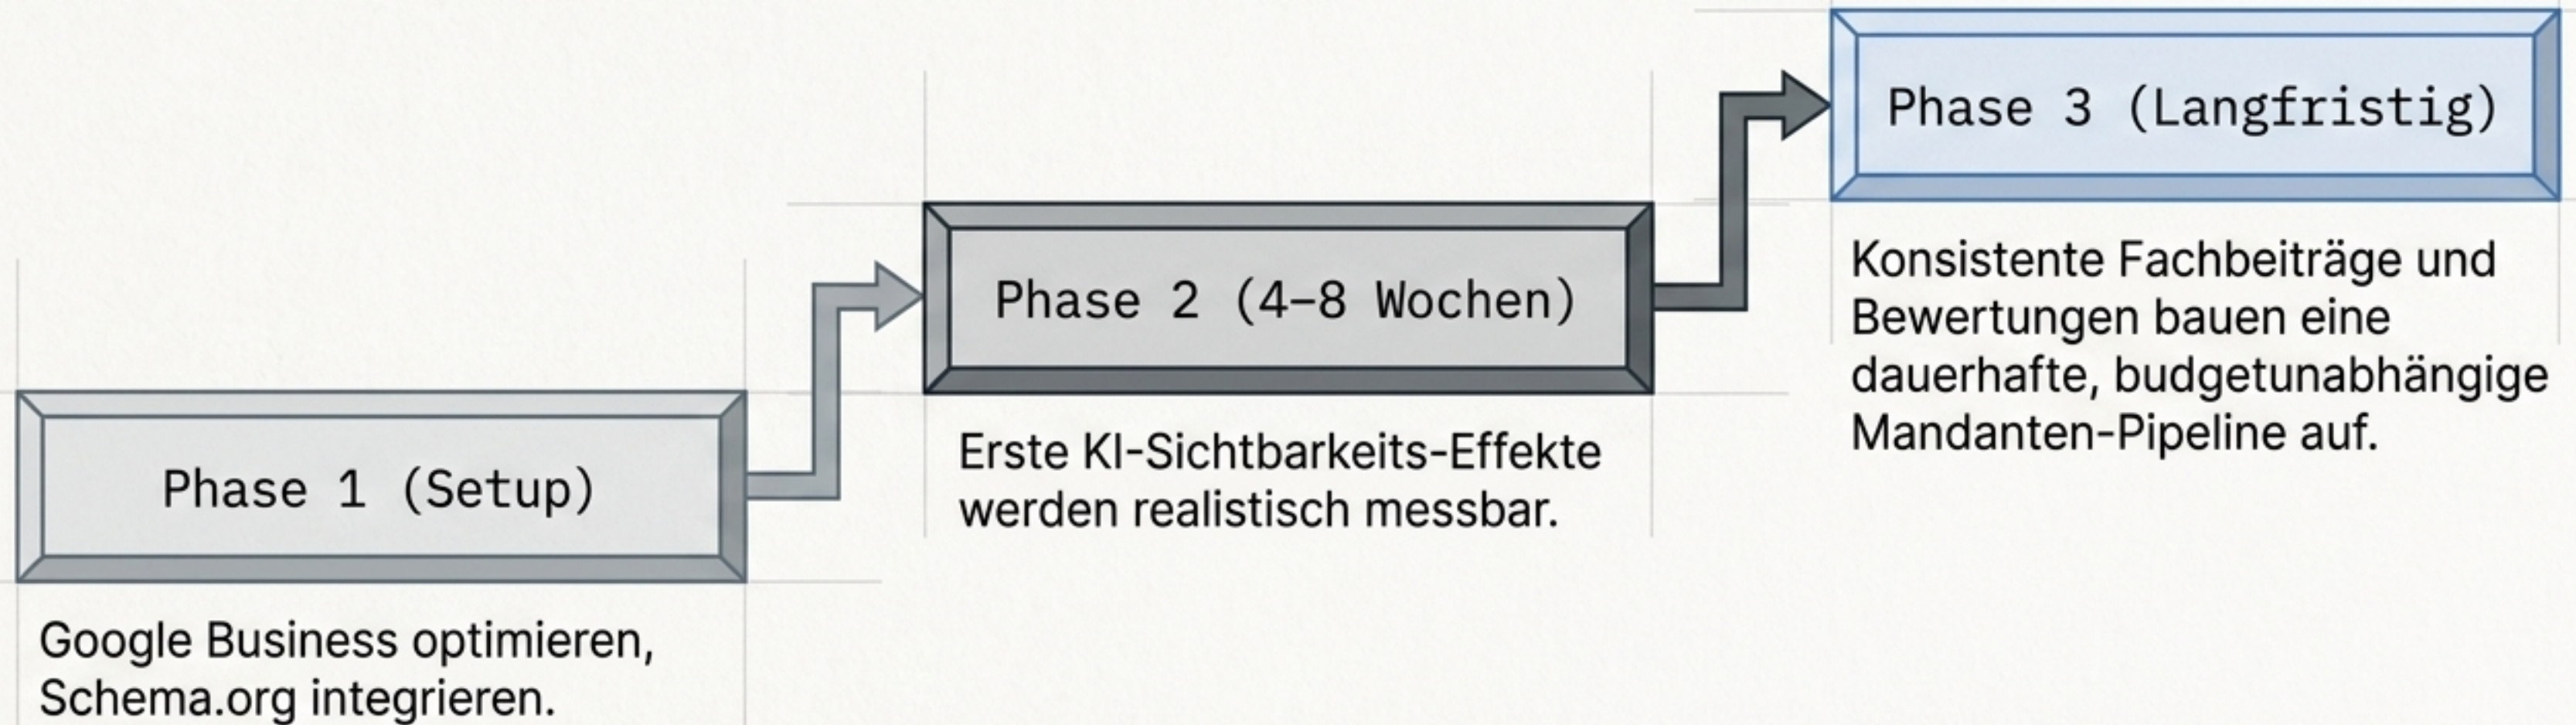 Phase 1 (Setup)
Google Business optimieren,
Schema.org integrieren.
Phase 2 (4–8 Wochen)
Erste KI-Sichtbarkeits-Effekte
werden realistisch messbar.
Phase 3 (Langfristig)
Konsistente Fachbeiträge und
Bewertungen bauen eine
dauerhafte, budgetunabhängige
Mandanten-Pipeline auf.